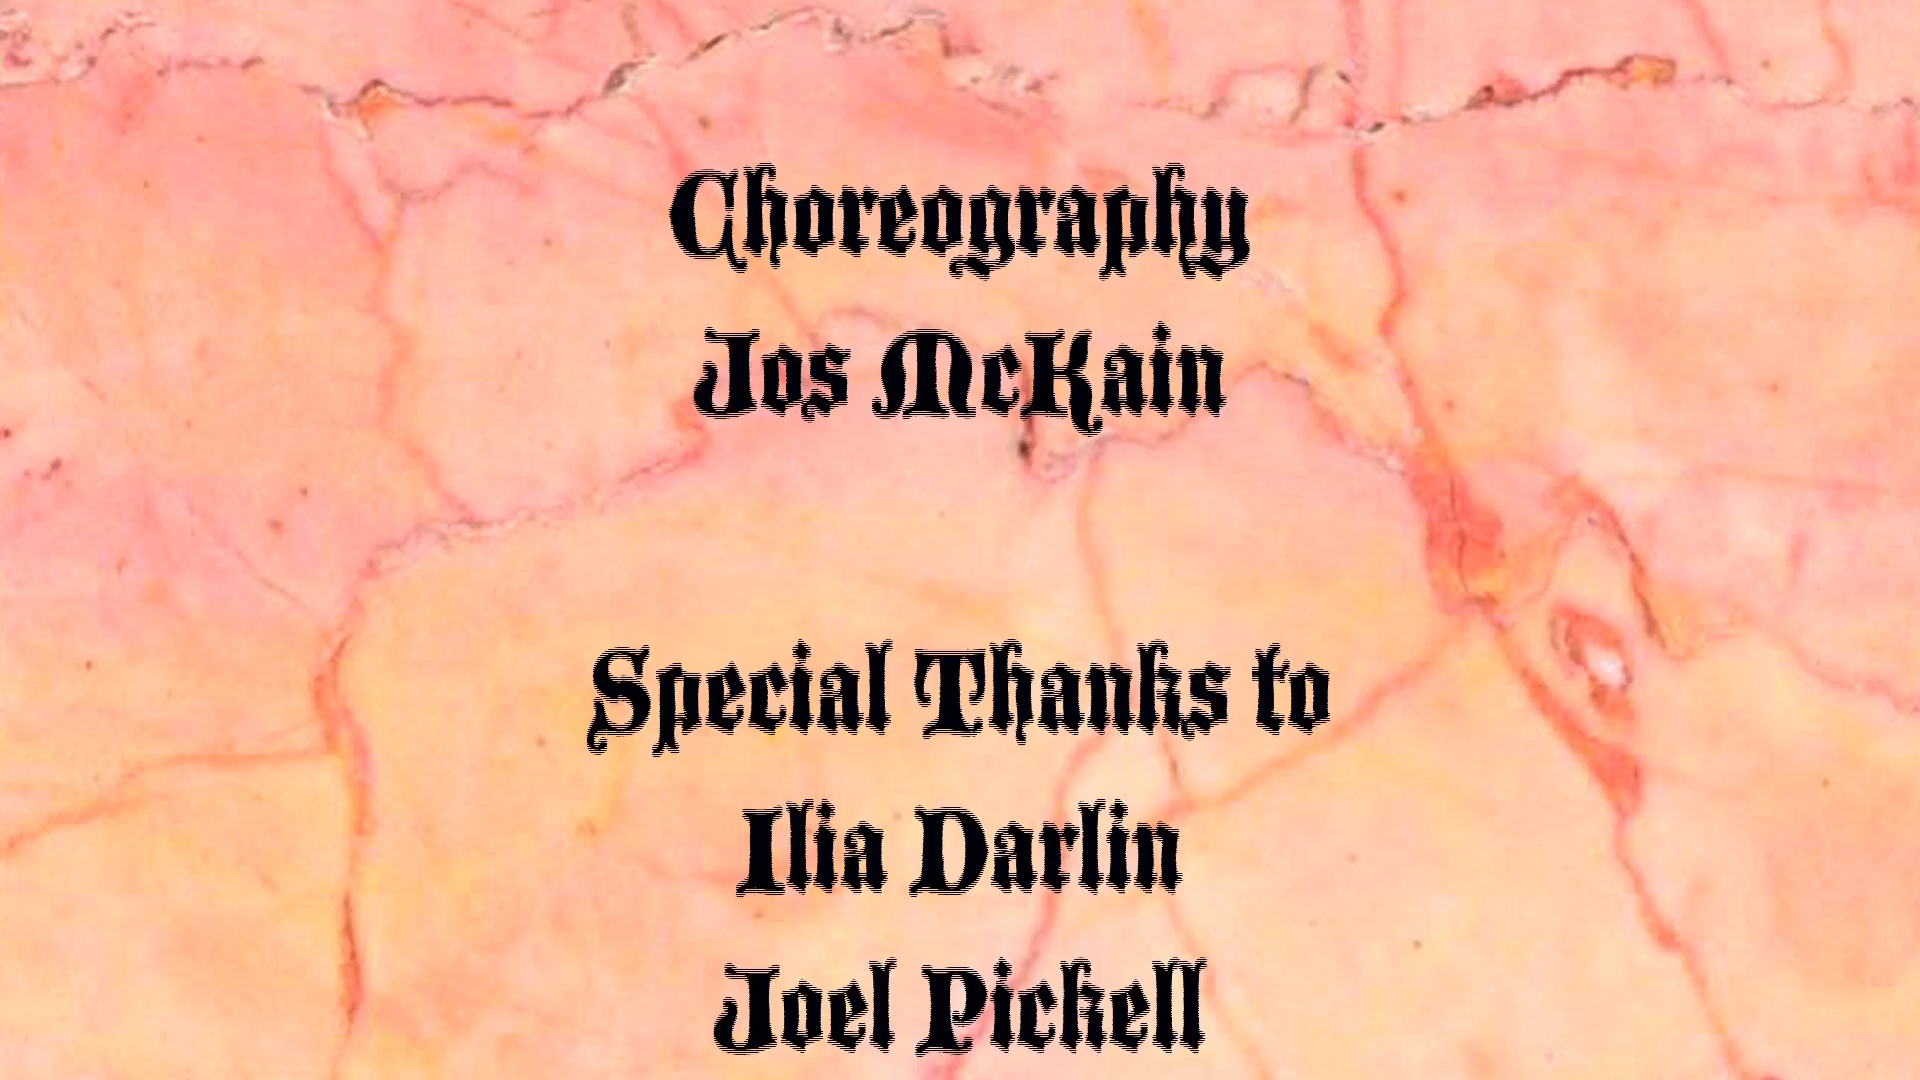 Choreography
Jos McKain
Special Thanks to
Ilia Darlin
Joel Pickell